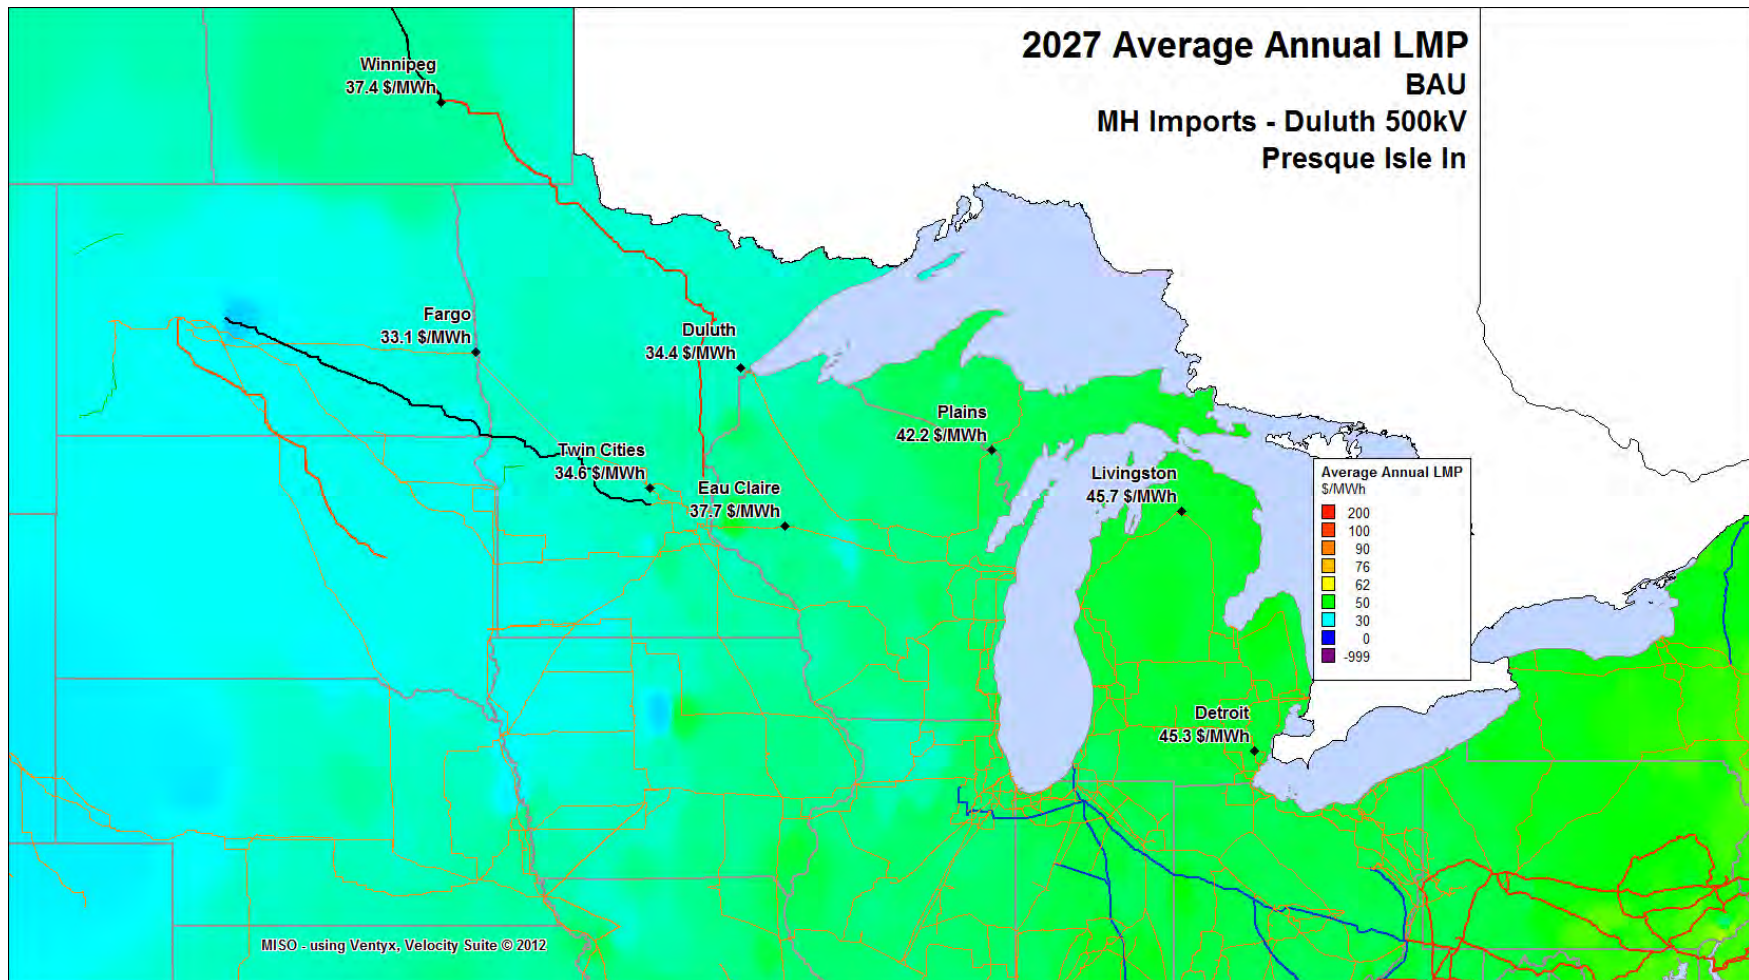 2027 Average Annual LMP
BAU
MH Imports - Duluth 500kV
Presque Isle In
Winnipeg
37.4 $/MWh
Fargo
33.1 $/MWh
Duluth
34.4 $/MWh
Plains
42.2 $/MWh
Twin Cities
34.6 $/MWh
Eau Claire
37.7 $/MWh
Livingston
45.7 $/MWh
Average Annual LMP
$/MWh
200
100
90
76
62
50
30
0
-999
Detroit
45.3 $/MWh
MISO - using Ventyx, Velocity Suite © 2012